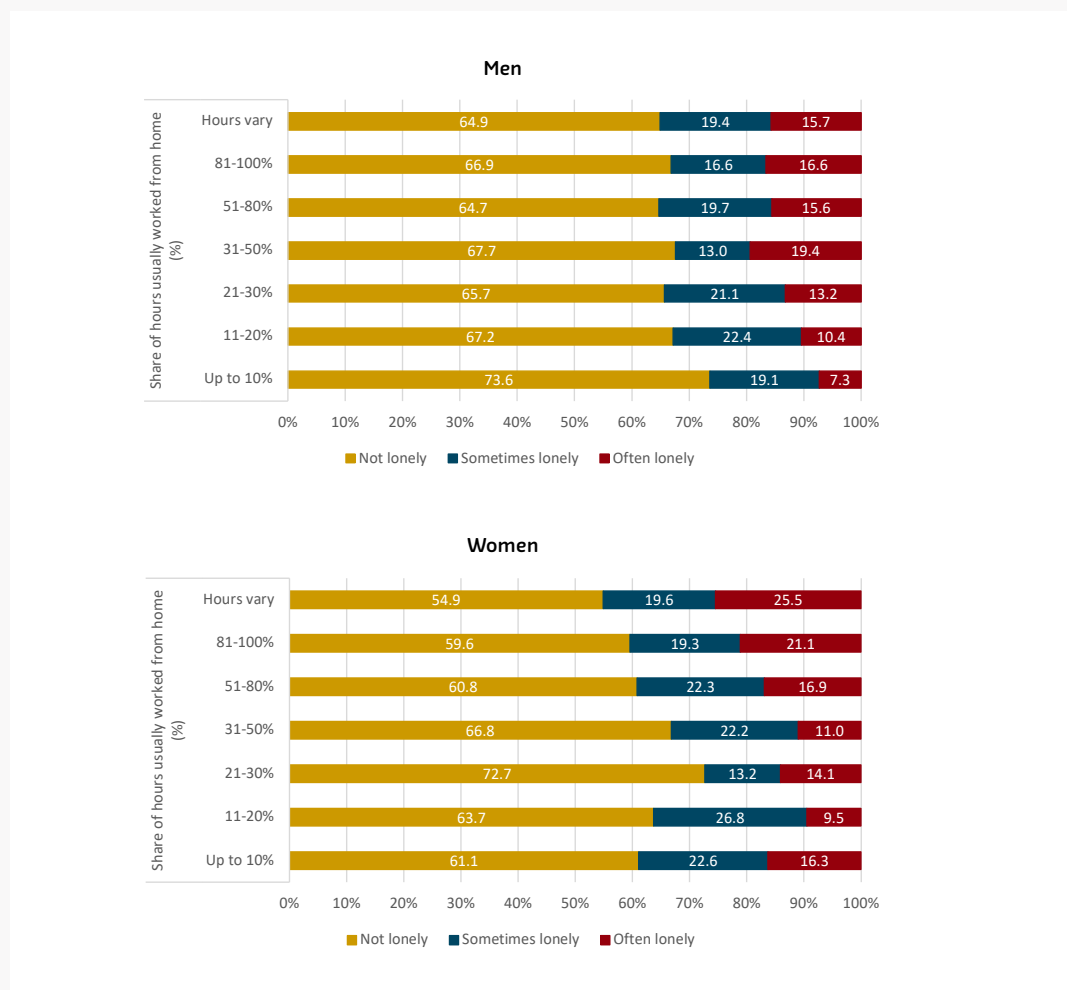 Men
Share of hours usually worked from home
(%)
Hours vary 64.9 19.4 15.7
81-100% 66.9 16.6 16.6
51-80% 64.7 19.7 15.6
31-50% 67.7 13.0 19.4
21-30% 65.7 21.1 13.2
11-20% 67.2 22.4 10.4
Up to 10% 73.6 19.1 7.3
0% 10% 20% 30% 40% 50% 60% 70% 80% 90% 100%
Not lonely Sometimes lonely Often lonely
Women
Share of hours usually worked from home
(%)
Hours vary 54.9 19.6 25.5
81-100% 59.6 19.3 21.1
51-80% 60.8 22.3 16.9
31-50% 66.8 22.2 11.0
21-30% 72.7 13.2 14.1
11-20% 63.7 26.8 9.5
Up to 10% 61.1 22.6 16.3
0% 10% 20% 30% 40% 50% 60% 70% 80% 90% 100%
Not lonely Sometimes lonely Often lonely